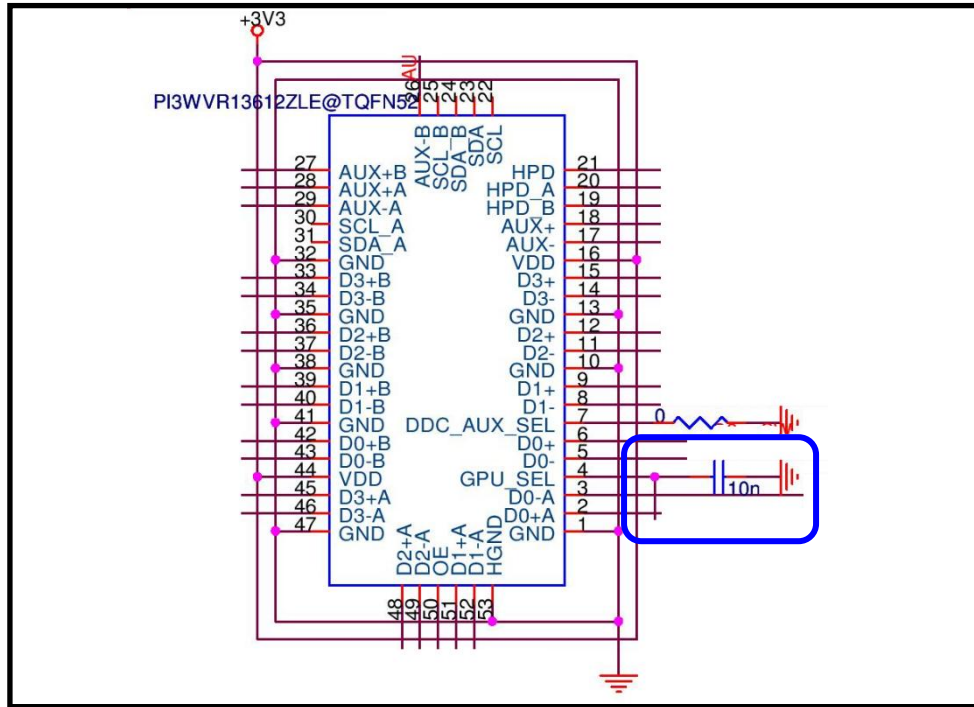 +3V3
AU
PI3WVR13612ZLE@TQFN52
26 25 24 23 22
AUX-B SCL_B SDA_B SDA SCL
27 AUX+B HPD 21
28 AUX+A HPD_A 20
29 AUX-A HPD_B 19
30 SCL_A AUX+ 18
31 SDA_A AUX- 17
32 GND VDD 16
33 D3+B D3+ 15
34 D3-B D3- 14
35 GND GND 13
36 D2+B D2+ 12
37 D2-B D2- 11
38 GND GND 10
39 D1+B D1+ 9
40 D1-B D1- 8
41 GND DDC_AUX_SEL 7 0
42 D0+B D0+ 6
43 D0-B D0- 5
44 VDD GPU_SEL 4
45 D3+A D0-A 3 10n
46 D3-A D0+A 2
47 GND GND 1
D2+A D2-A OE D1+A D1-A HGND
48 49 50 51 52 53